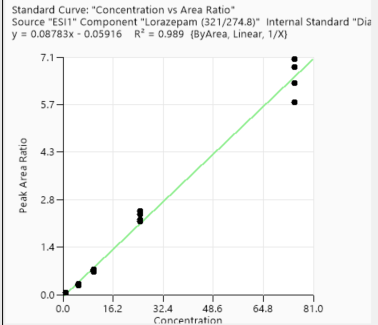 Standard Curve: "Concentration vs Area Ratio"
Source "ESI1" Component "Lorazepam (321/274.8)" Internal Standard "Dia
y = 0.08783x - 0.05916 R² = 0.989 {ByArea, Linear, 1/X}
7.1
5.7
4.3
2.8
1.4
0.0
Peak Area Ratio
0.0 16.2 32.4 48.6 64.8 81.0
Concentration